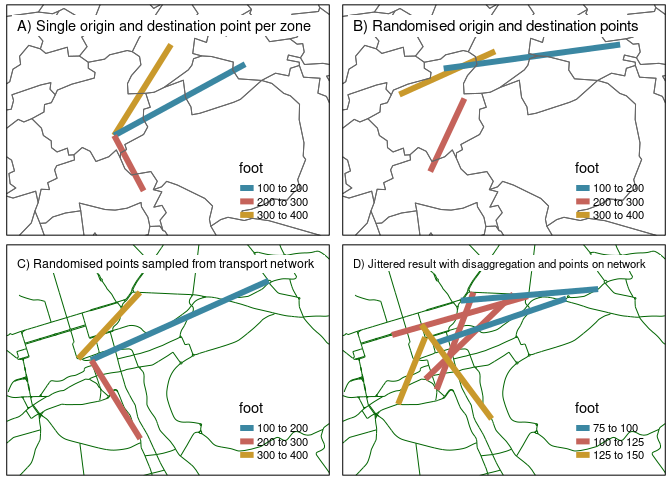 A) Single origin and destination point per zone
foot
100 to 200
200 to 300
300 to 400
B) Randomised origin and destination points
foot
100 to 200
200 to 300
300 to 400
C) Randomised points sampled from transport network
foot
100 to 200
200 to 300
300 to 400
D) Jittered result with disaggregation and points on network
foot
75 to 100
100 to 125
125 to 150